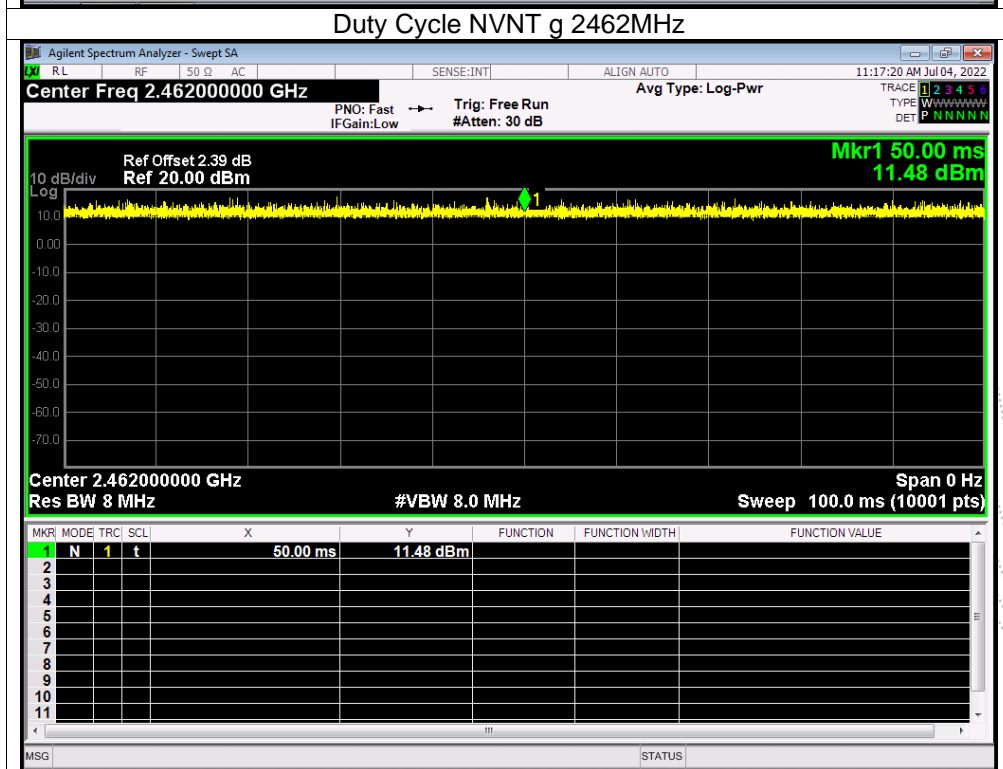 Duty Cycle NVNT g 2462MHz
Agilent Spectrum Analyzer - Swept SA
LXI RL RF 50 Ω AC SENSE:INT ALIGN AUTO 11:17:20 AM Jul 04, 2022
Center Freq 2.462000000 GHz Avg Type: Log-Pwr TRACE 1 2 3 4 5 6
PNO: Fast Trig: Free Run TYPE WWWWWW
IFGain:Low #Atten: 30 dB DET P N N N N N
Mkr1 50.00 ms
Ref Offset 2.39 dB
10 dB/div Ref 20.00 dBm 11.48 dBm
Log
1
10.0
0.00
-10.0
-20.0
-30.0
-40.0
-50.0
-60.0
-70.0
Center 2.462000000 GHz Span 0 Hz
Res BW 8 MHz #VBW 8.0 MHz Sweep 100.0 ms (10001 pts)
MKR MODE TRC SCL X Y FUNCTION FUNCTION WIDTH FUNCTION VALUE
1 N 1 t 50.00 ms 11.48 dBm
2
3
4
5
6
7
8
9
10
11
MSG STATUS